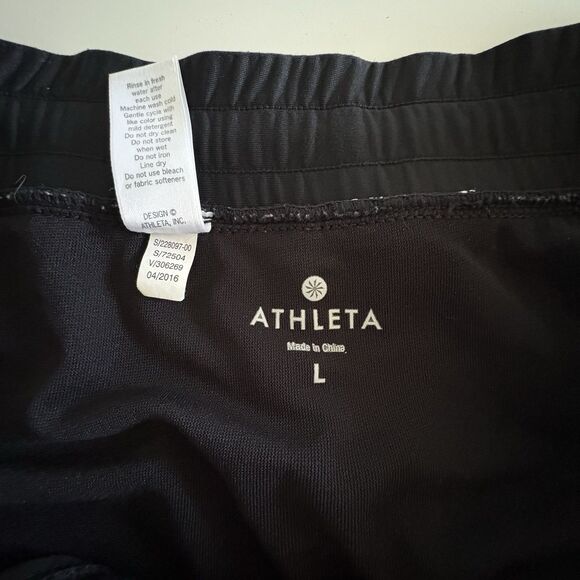 Rinse in fresh
water after
each use
Machine wash cold
Gentle cycle with
like color using
mild detergent
Do not dry clean
Do not store
when wet
Do not iron
Line dry
Do not use bleach
or fabric softeners
DESIGN ©
ATHLETA, INC.
S/228097-00
S/72504
V/306269
04/2016
ATHLETA
Made in China
L